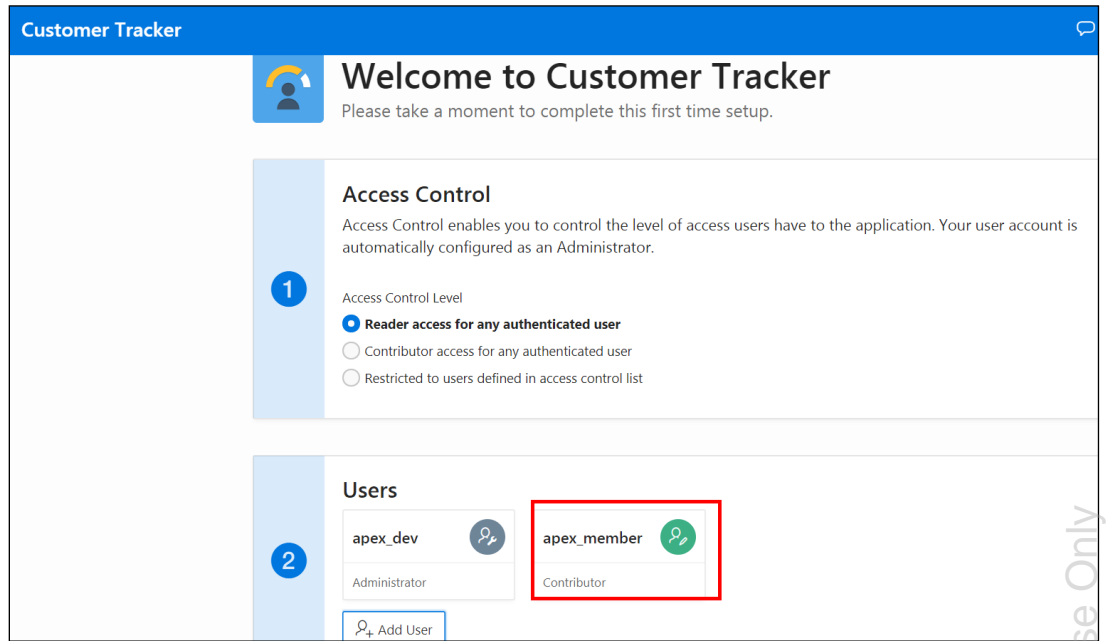 Customer Tracker
Welcome to Customer Tracker
Please take a moment to complete this first time setup.
Access Control
Access Control enables you to control the level of access users have to the application. Your user account is
automatically configured as an Administrator.
1
Access Control Level
Reader access for any authenticated user
Contributor access for any authenticated user
Restricted to users defined in access control list
Users
apex_dev
apex_member
2
Administrator
Contributor
Add User
se Only